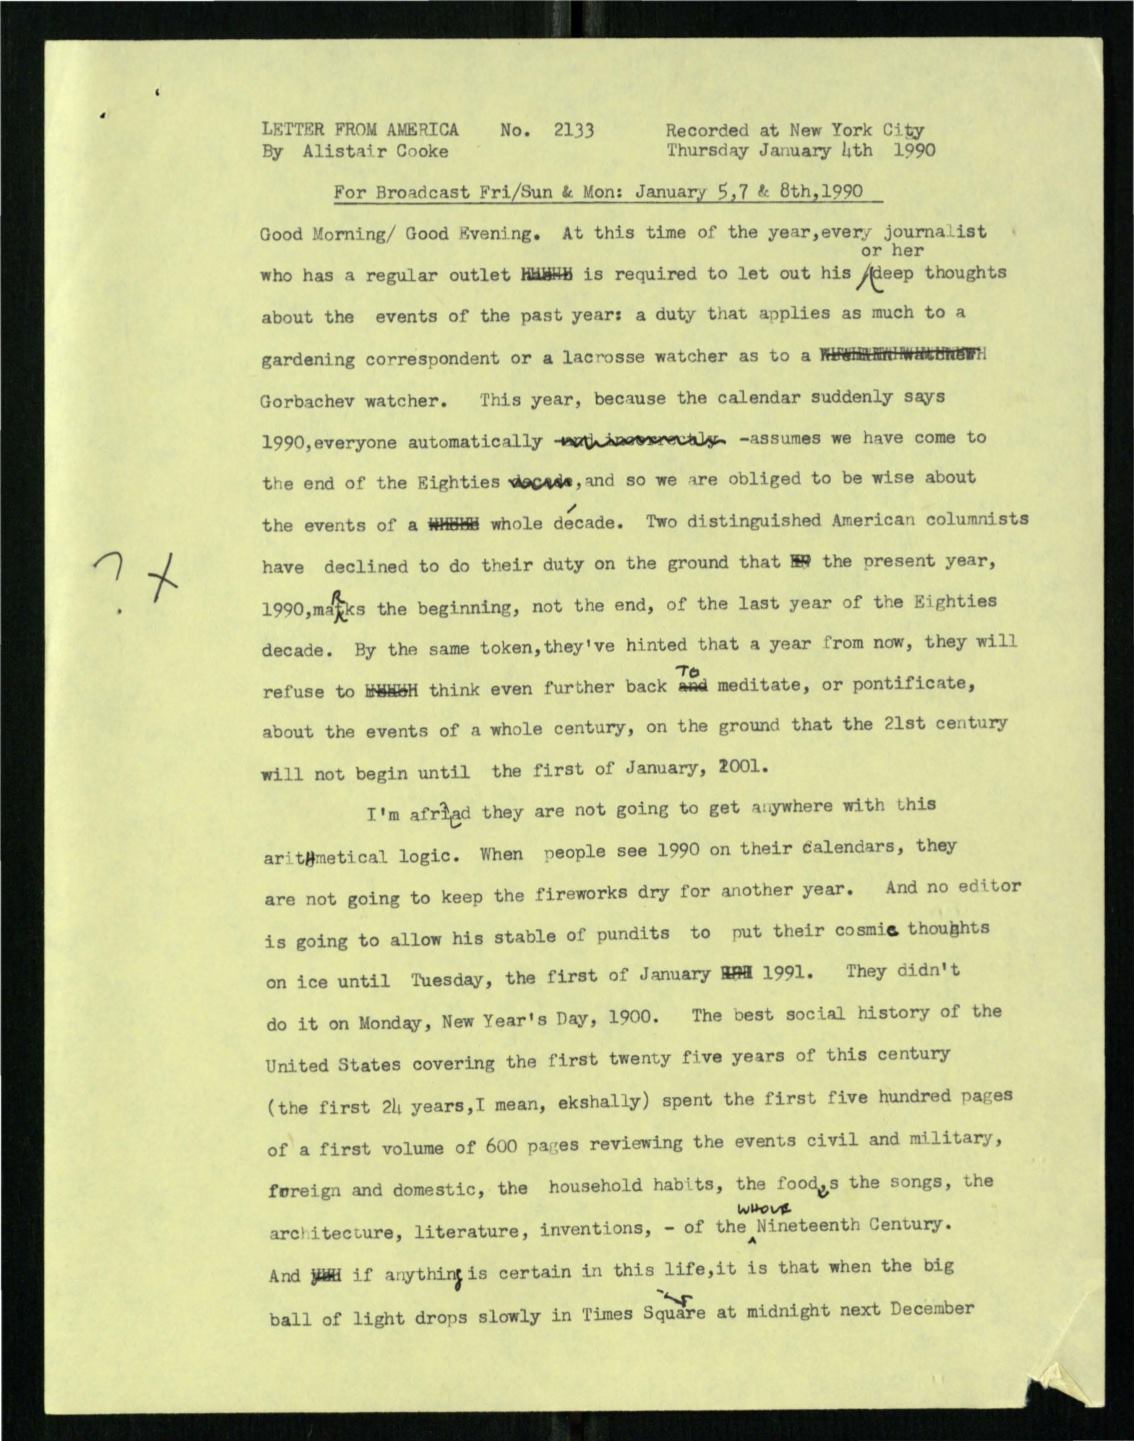 LETTER FROM AMERICA No. 2133 Recorded at New York City
By Alistair Cooke Thursday January 4th 1990
For Broadcast Fri/Sun & Mon: January 5,7 & 8th,1990
Good Morning/ Good Evening. At this time of the year,every journalist
or her
who has a regular outlet is required to let out his deep thoughts
about the events of the past year: a duty that applies as much to a
gardening correspondent or a lacrosse watcher as to a
Gorbachev watcher. This year, because the calendar suddenly says
1990,everyone automatically -assumes we have come to
the end of the Eighties decade,and so we are obliged to be wise about
the events of a whole decade. Two distinguished American columnists
have declined to do their duty on the ground that the present year,
? X
1990,marks the beginning, not the end, of the last year of the Eighties
decade. By the same token,they've hinted that a year from now, they will
TO
refuse to think even further back and meditate, or pontificate,
about the events of a whole century, on the ground that the 21st century
will not begin until the first of January, 2001.
I'm afriad they are not going to get anywhere with this
arithmetical logic. When people see 1990 on their calendars, they
are not going to keep the fireworks dry for another year. And no editor
is going to allow his stable of pundits to put their cosmic thoughts
on ice until Tuesday, the first of January 1991. They didn't
do it on Monday, New Year's Day, 1900. The best social history of the
United States covering the first twenty five years of this century
(the first 24 years,I mean, ekshally) spent the first five hundred pages
of a first volume of 600 pages reviewing the events civil and military,
foreign and domestic, the household habits, the food,s the songs, the
WHOLE
architecture, literature, inventions, - of the Nineteenth Century.
And if anything is certain in this life,it is that when the big
ball of light drops slowly in Times Square at midnight next December